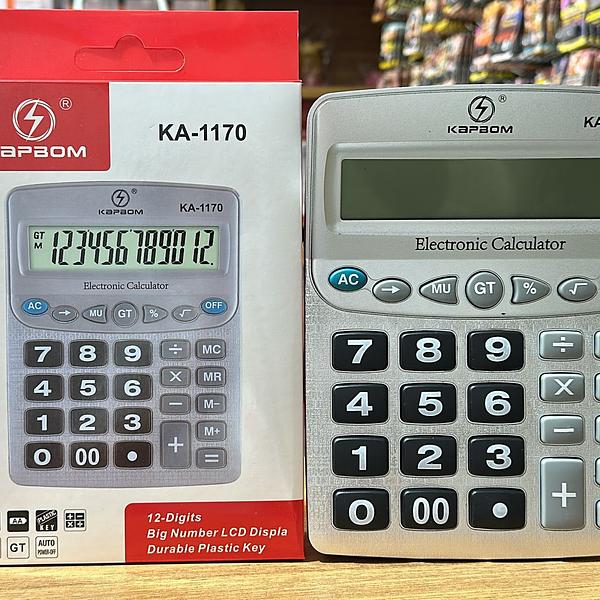 ®
KAPBOM
KA-1170
®
KAPBOM
KA-1170
GT
M
123456789012.
Electronic Calculator
AC → MU GT % √ OFF
7 8 9 ÷ MC
4 5 6 X MR
1 2 3 − M-
0 00 • + M+
=
AA PLASTIC KEY
GT AUTO POWER-OFF
12-Digits
Big Number LCD Displa
Durable Plastic Key
®
KAPBOM
KA
Electronic Calculator
AC → MU GT % √
7 8 9 ÷
4 5 6 X
1 2 3 −
0 00 • +